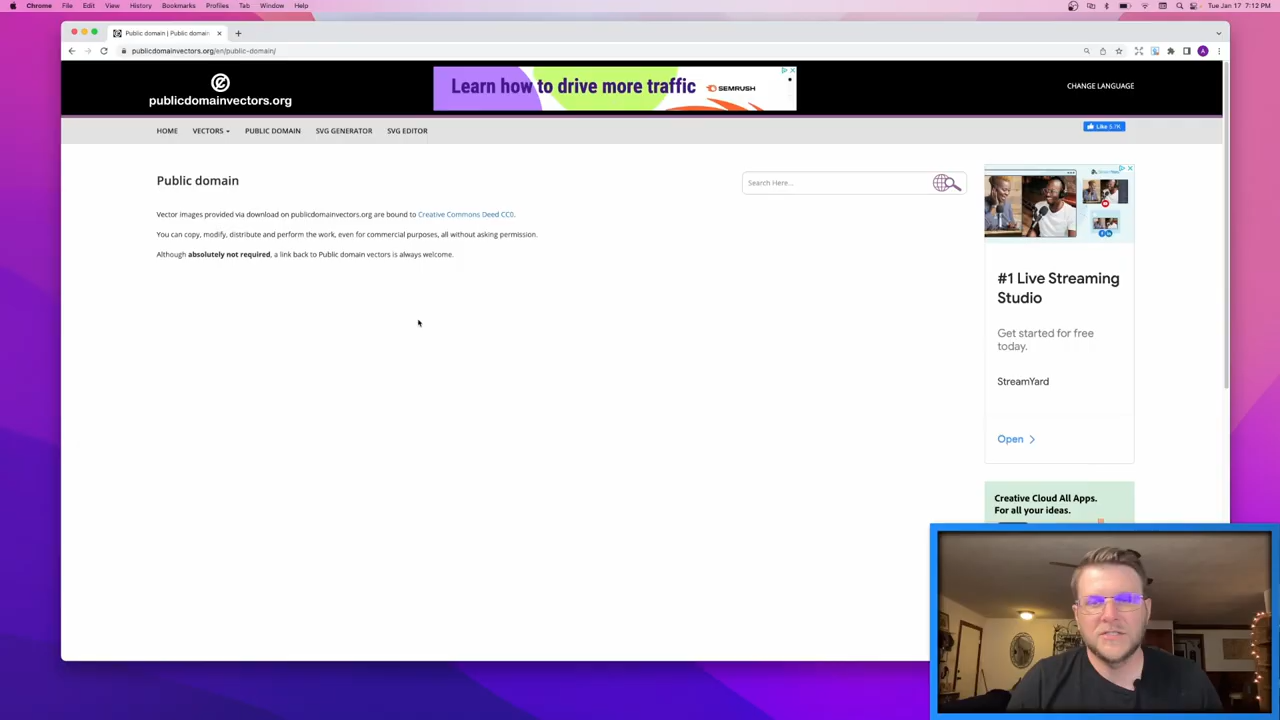 Chrome File Edit View History Bookmarks Profiles Tab Window Help
Tue Jan 17 7:12 PM
Public domain | Public domain
publicdomainvectors.org/en/public-domain/
A
publicdomainvectors.org
Learn how to drive more traffic
SEMRUSH
CHANGE LANGUAGE
HOME VECTORS PUBLIC DOMAIN SVG GENERATOR SVG EDITOR
Like 5.7K
Public domain
Search Here...
Vector images provided via download on publicdomainvectors.org are bound to Creative Commons Deed CC0.
You can copy, modify, distribute and perform the work, even for commercial purposes, all without asking permission.
Although absolutely not required, a link back to Public domain vectors is always welcome.
#1 Live Streaming
Studio
Get started for free
today.
StreamYard
Open
Creative Cloud All Apps.
For all your ideas.